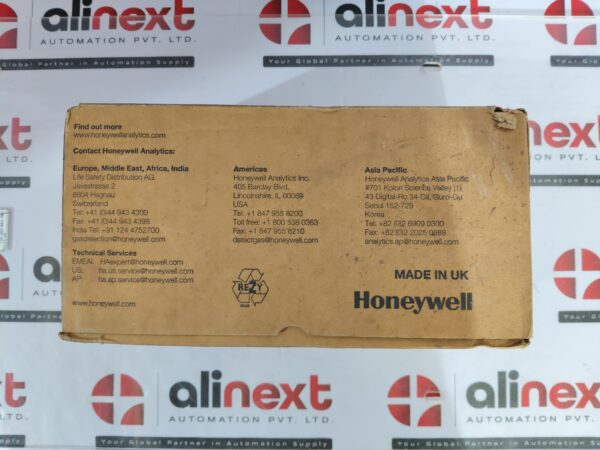 alinext
AUTOMATION PVT. LTD.
Your Global Partner in Automation Supply
alinext
AUTOMATION PVT. LTD.
Your Global Partner in Automation Supply
Find out more
www.honeywellanalytics.com
Contact Honeywell Analytics:
Europe, Middle East, Africa, India
Life Safety Distribution AG
Javastrasse 2
8604 Hegnau
Switzerland
Tel: +41 (0)44 943 4300
Fax: +41 (0)44 943 4398
India Tel: +91 124 4752700
gasdetection@honeywell.com
Technical Services
EMEAI: HAexpert@honeywell.com
US: ha.us.service@honeywell.com
AP: ha.ap.service@honeywell.com
www.honeywell.com
Americas
Honeywell Analytics Inc.
405 Barclay Blvd.
Lincolnshire, IL 60069
USA
Tel: +1 847 955 8200
Toll free: +1 800 538 0363
Fax: +1 847 955 8210
detectgas@honeywell.com
RESY
Asia Pacific
Honeywell Analytics Asia Pacific
#701 Kolon Science Valley (1)
43 Digital-Ro 34-Gil, Guro-Gu
Seoul 152-729
Korea
Tel: +82 (0)2 6909 0300
Fax: +82 (0)2 2025 0388
analytics.ap@honeywell.com
MADE IN UK
Honeywell
alinext
AUTOMATION PVT. LTD.
Your Global Partner in Automation Supply
alinext
AUTOMATION PVT. LTD.
Your Global Partner in Automation Supply